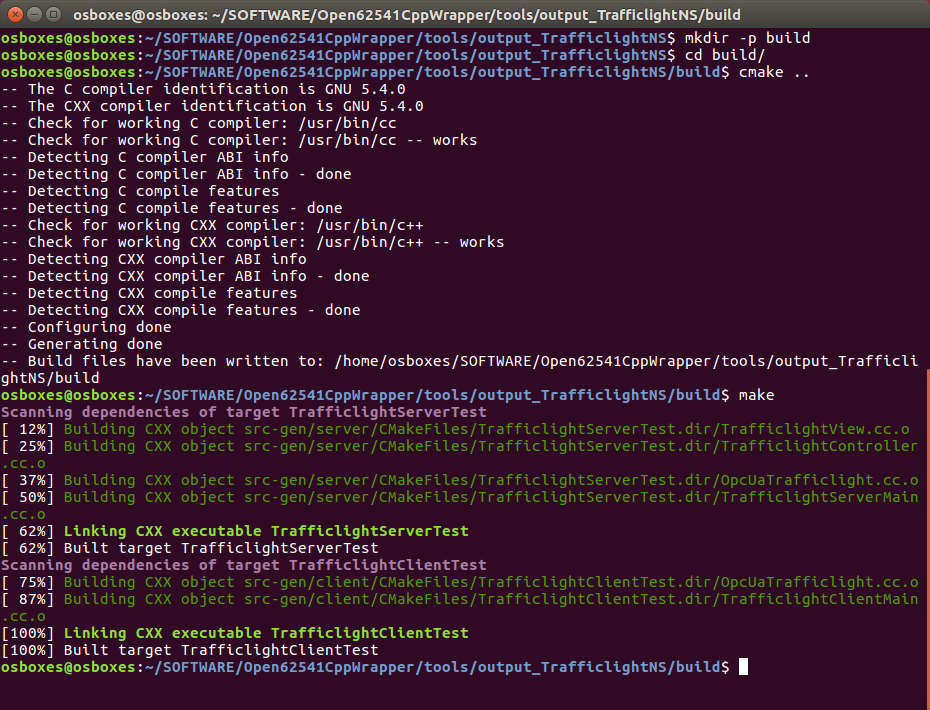 osboxes@osboxes: ~/SOFTWARE/Open62541CppWrapper/tools/output_TrafficlightNS/build
osboxes@osboxes:~/SOFTWARE/Open62541CppWrapper/tools/output_TrafficlightNS$ mkdir -p build
osboxes@osboxes:~/SOFTWARE/Open62541CppWrapper/tools/output_TrafficlightNS$ cd build/
osboxes@osboxes:~/SOFTWARE/Open62541CppWrapper/tools/output_TrafficlightNS/build$ cmake ..
-- The C compiler identification is GNU 5.4.0
-- The CXX compiler identification is GNU 5.4.0
-- Check for working C compiler: /usr/bin/cc
-- Check for working C compiler: /usr/bin/cc -- works
-- Detecting C compiler ABI info
-- Detecting C compiler ABI info - done
-- Detecting C compile features
-- Detecting C compile features - done
-- Check for working CXX compiler: /usr/bin/c++
-- Check for working CXX compiler: /usr/bin/c++ -- works
-- Detecting CXX compiler ABI info
-- Detecting CXX compiler ABI info - done
-- Detecting CXX compile features
-- Detecting CXX compile features - done
-- Configuring done
-- Generating done
-- Build files have been written to: /home/osboxes/SOFTWARE/Open62541CppWrapper/tools/output_Trafficli
ghtNS/build
osboxes@osboxes:~/SOFTWARE/Open62541CppWrapper/tools/output_TrafficlightNS/build$ make
Scanning dependencies of target TrafficlightServerTest
[ 12%] Building CXX object src-gen/server/CMakeFiles/TrafficlightServerTest.dir/TrafficlightView.cc.o
[ 25%] Building CXX object src-gen/server/CMakeFiles/TrafficlightServerTest.dir/TrafficlightController
.cc.o
[ 37%] Building CXX object src-gen/server/CMakeFiles/TrafficlightServerTest.dir/OpcUaTrafficlight.cc.o
[ 50%] Building CXX object src-gen/server/CMakeFiles/TrafficlightServerTest.dir/TrafficlightServerMain
.cc.o
[ 62%] Linking CXX executable TrafficlightServerTest
[ 62%] Built target TrafficlightServerTest
Scanning dependencies of target TrafficlightClientTest
[ 75%] Building CXX object src-gen/client/CMakeFiles/TrafficlightClientTest.dir/OpcUaTrafficlight.cc.o
[ 87%] Building CXX object src-gen/client/CMakeFiles/TrafficlightClientTest.dir/TrafficlightClientMain
.cc.o
[100%] Linking CXX executable TrafficlightClientTest
[100%] Built target TrafficlightClientTest
osboxes@osboxes:~/SOFTWARE/Open62541CppWrapper/tools/output_TrafficlightNS/build$